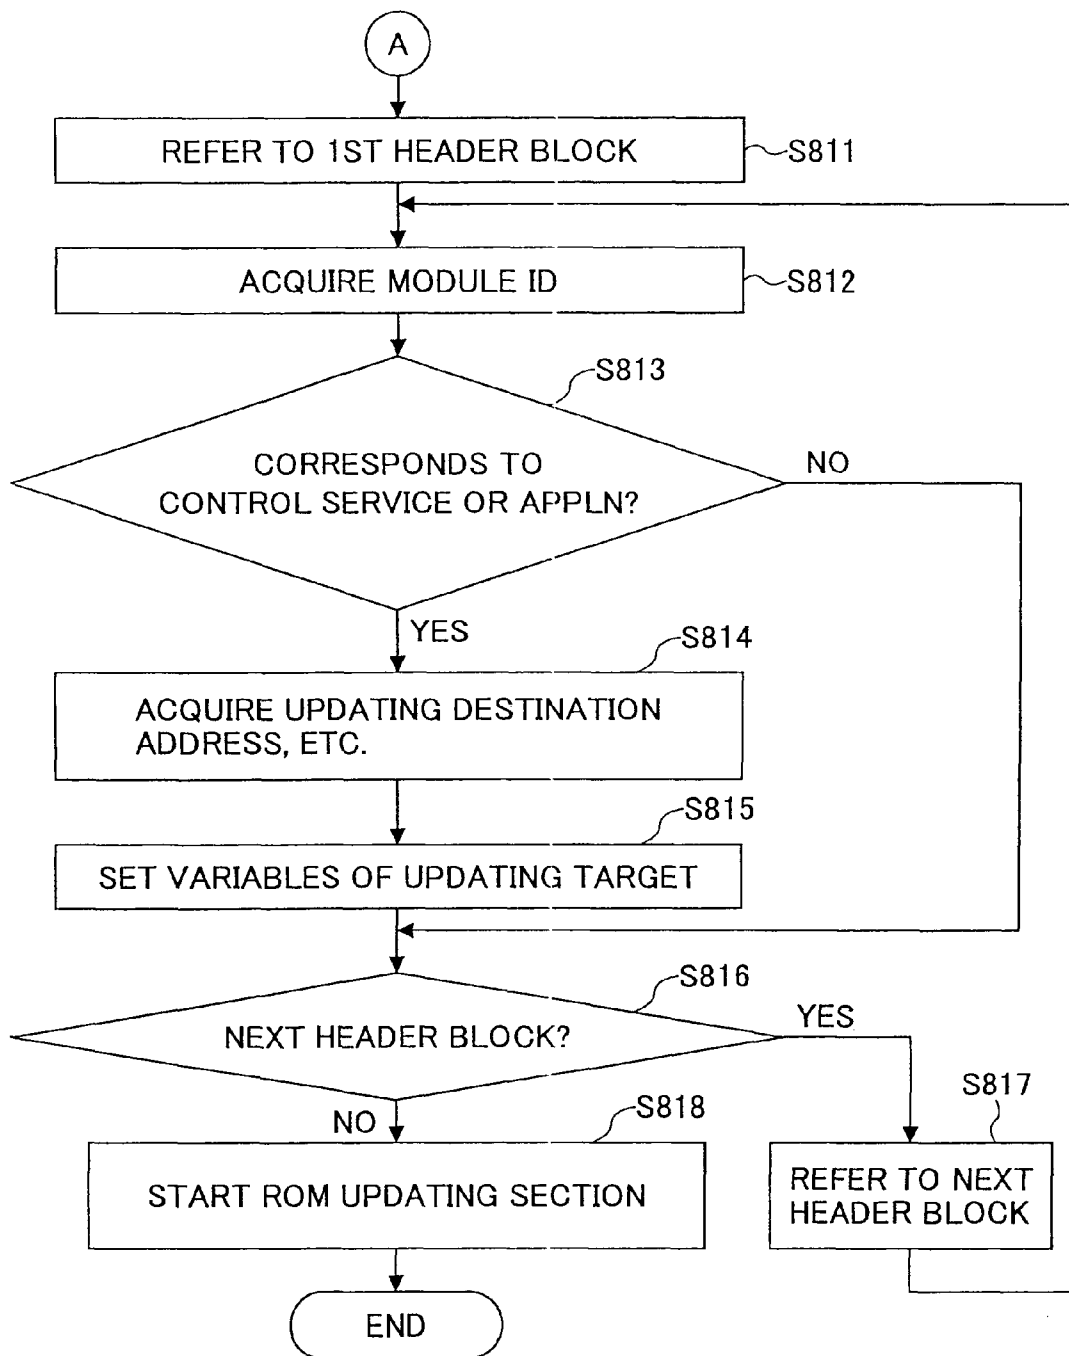 A
REFER TO 1ST HEADER BLOCK
S811
ACQUIRE MODULE ID
S812
S813
CORRESPONDS TO
CONTROL SERVICE OR APPLN?
NO
YES
S814
ACQUIRE UPDATING DESTINATION
ADDRESS, ETC.
S815
SET VARIABLES OF UPDATING TARGET
S816
NEXT HEADER BLOCK?
YES
NO
S818
S817
START ROM UPDATING SECTION
REFER TO NEXT
HEADER BLOCK
END